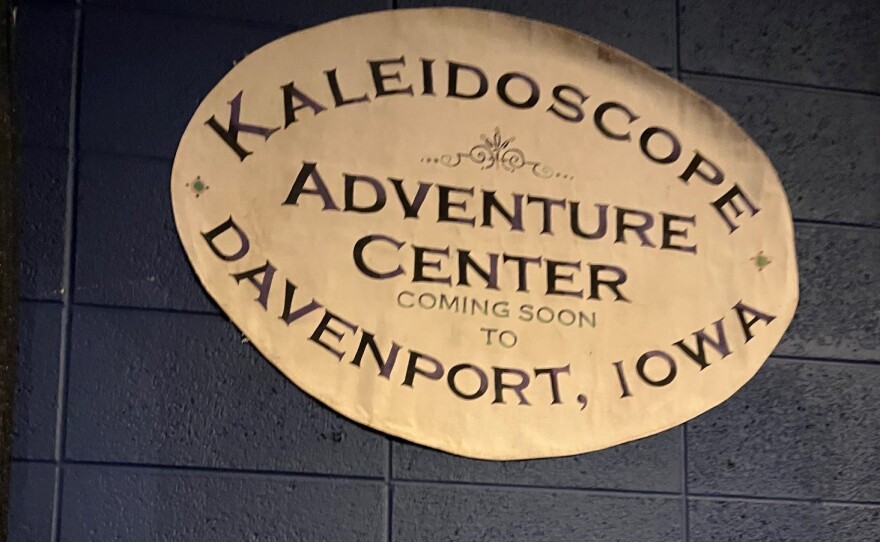 KALEIDOSCOPE
ADVENTURE
CENTER
COMING SOON
TO
DAVENPORT, IOWA